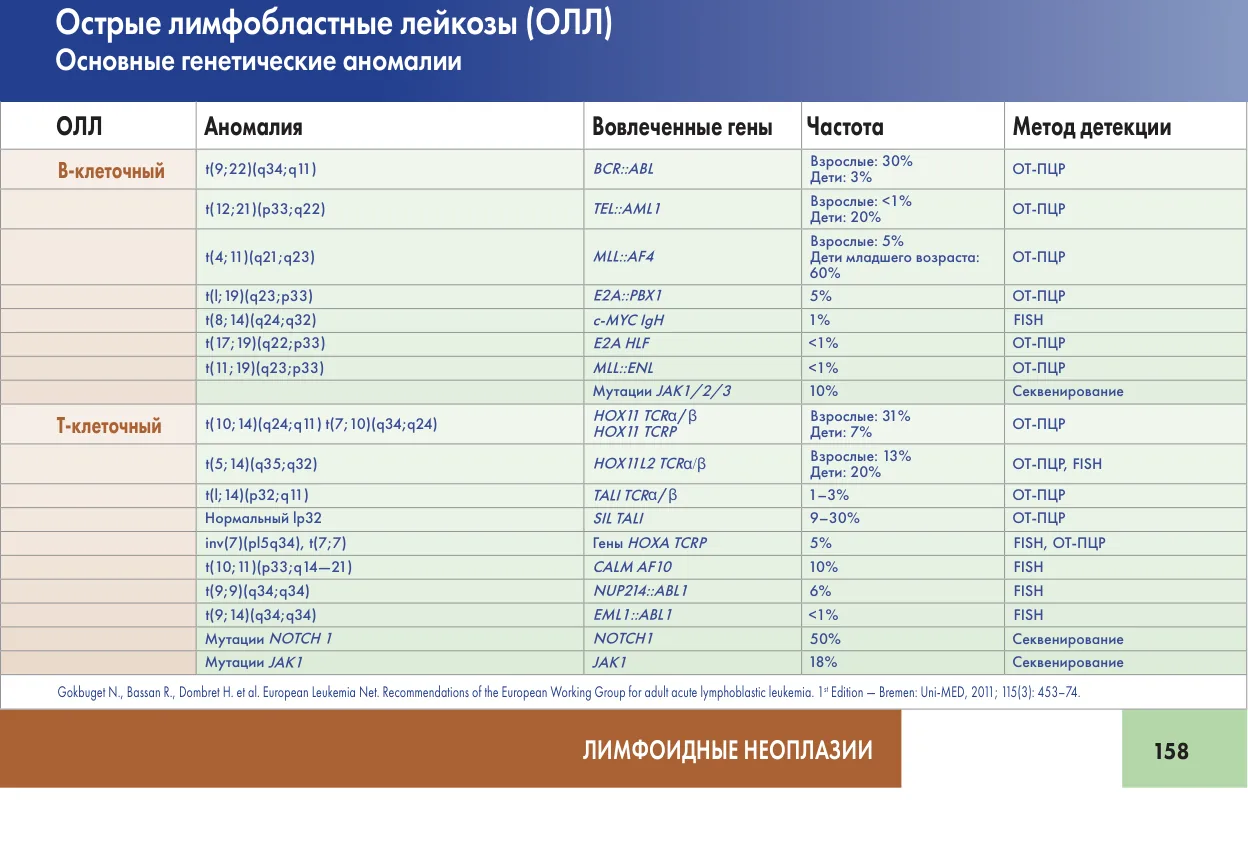 Острые лимфобластные лейкозы (ОЛЛ)
Основные генетические аномалии
ОЛЛ Аномалия Вовлеченные гены Частота Метод детекции
В-клеточный t(9;22)(q34;q11) BCR::ABL Взрослые: 30% ОТ-ПЦР
Дети: 3%
t(12;21)(p33;q22) TEL::AML1 Взрослые: <1% ОТ-ПЦР
Дети: 20%
t(4;11)(q21;q23) MLL::AF4 Взрослые: 5% ОТ-ПЦР
Дети младшего возраста:
60%
t(l;19)(q23;p33) E2A::PBX1 5% ОТ-ПЦР
t(8;14)(q24;q32) c-MYC IgH 1% FISH
t(17;19)(q22;p33) E2A HLF <1% ОТ-ПЦР
t(11;19)(q23;p33) MLL::ENL <1% ОТ-ПЦР
Мутации JAK1/2/3 10% Секвенирование
Т-клеточный t(10;14)(q24;q11) t(7;10)(q34;q24) HOX11 TCRα/β Взрослые: 31% ОТ-ПЦР
HOX11 TCRP Дети: 7%
t(5;14)(q35;q32) HOX11L2 TCRα/β Взрослые: 13% ОТ-ПЦР, FISH
Дети: 20%
t(l;14)(p32;q11) TALI TCRα/β 1–3% ОТ-ПЦР
Нормальный lp32 SIL TALI 9–30% ОТ-ПЦР
inv(7)(pl5q34), t(7;7) Гены HOXA TCRP 5% FISH, ОТ-ПЦР
t(10;11)(p33;q14—21) CALM AF10 10% FISH
t(9;9)(q34;q34) NUP214::ABL1 6% FISH
t(9;14)(q34;q34) EML1::ABL1 <1% FISH
Мутации NOTCH 1 NOTCH1 50% Секвенирование
Мутации JAK1 JAK1 18% Секвенирование
Gokbuget N., Bassan R., Dombret H. et al. European Leukemia Net. Recommendations of the European Working Group for adult acute lymphoblastic leukemia. 1st Edition — Bremen: Uni-MED, 2011; 115(3): 453–74.
ЛИМФОИДНЫЕ НЕОПЛАЗИИ 158